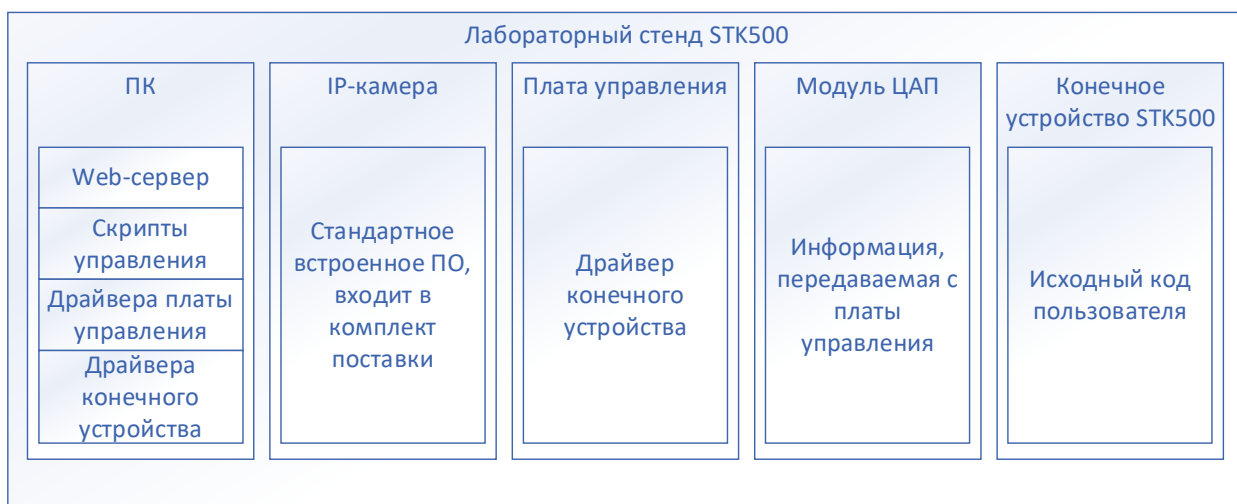 Лабораторный стенд STK500
ПК
Web-сервер
Скрипты
управления
Драйвера платы
управления
Драйвера
конечного
устройства
IP-камера
Стандартное
встроенное ПО,
входит в
комплект
поставки
Плата управления
Драйвер
конечного
устройства
Модуль ЦАП
Информация,
передаваемая с
платы
управления
Конечное
устройство STK500
Исходный код
пользователя